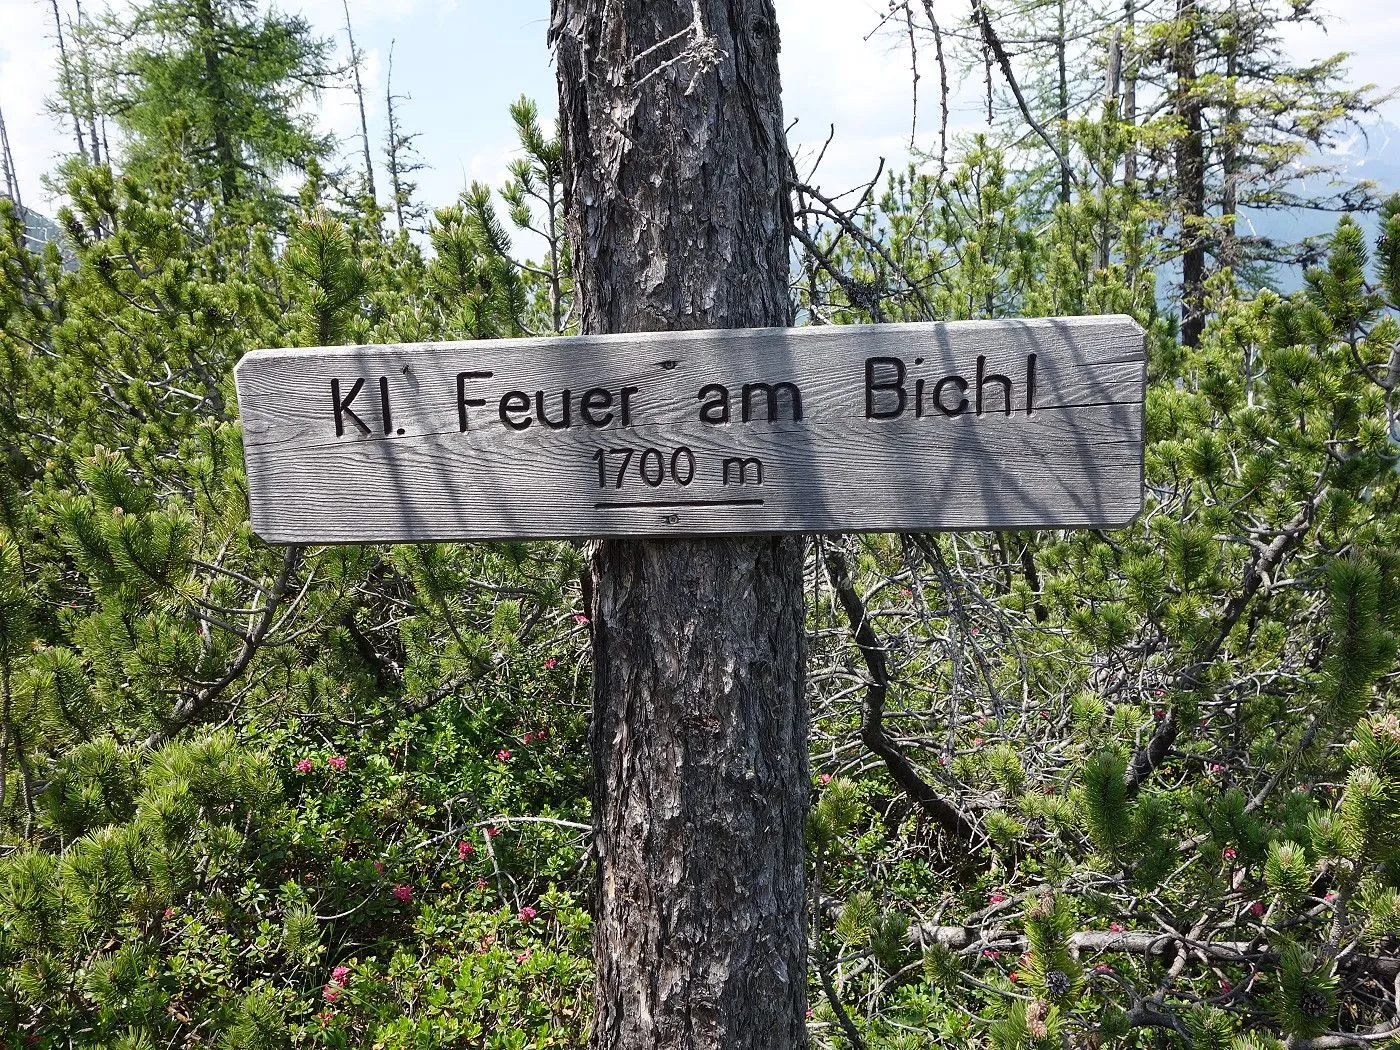 Kl. Feuer am Bichl
1700 m